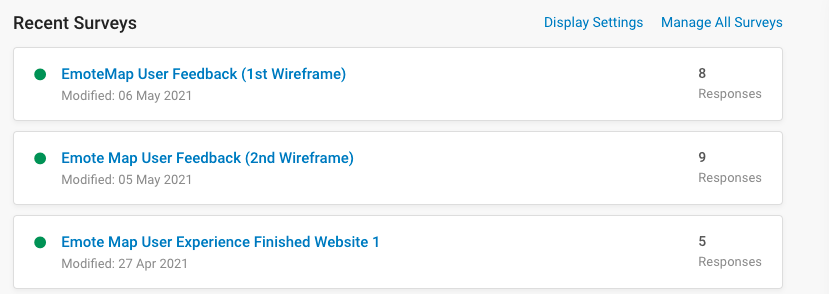 Recent Surveys Display Settings Manage All Surveys
EmoteMap User Feedback (1st Wireframe) 8
Modified: 06 May 2021 Responses
Emote Map User Feedback (2nd Wireframe) 9
Modified: 05 May 2021 Responses
Emote Map User Experience Finished Website 1 5
Modified: 27 Apr 2021 Responses